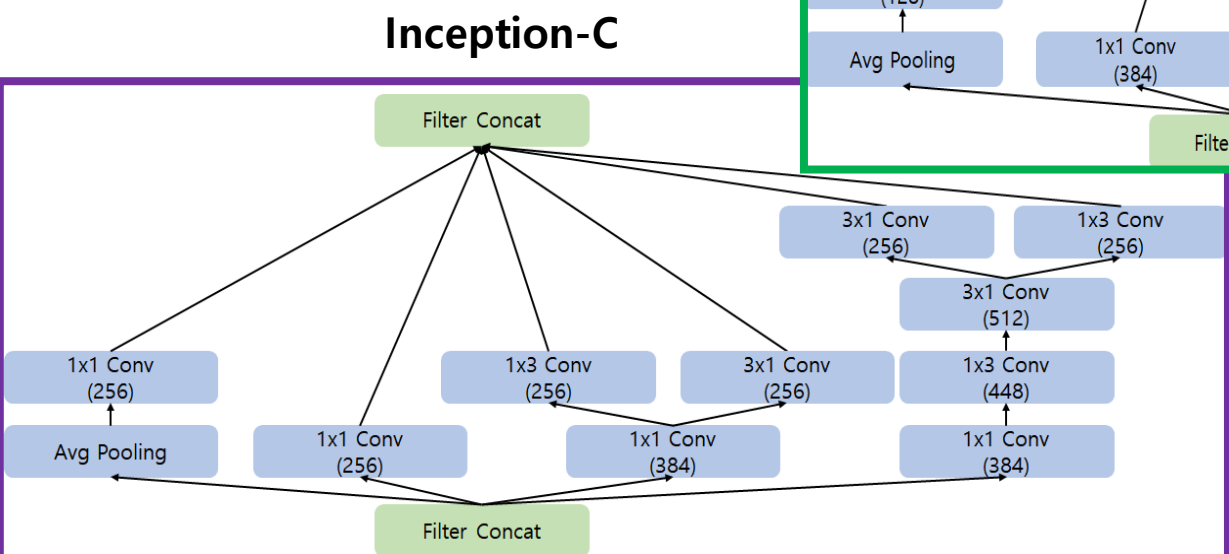 Inception-C
(128)
Avg Pooling
1x1 Conv
(384)
Filte
Filter Concat
3x1 Conv
(256)
1x3 Conv
(256)
3x1 Conv
(512)
1x1 Conv
(256)
1x3 Conv
(256)
3x1 Conv
(256)
1x3 Conv
(448)
Avg Pooling
1x1 Conv
(256)
1x1 Conv
(384)
1x1 Conv
(384)
Filter Concat